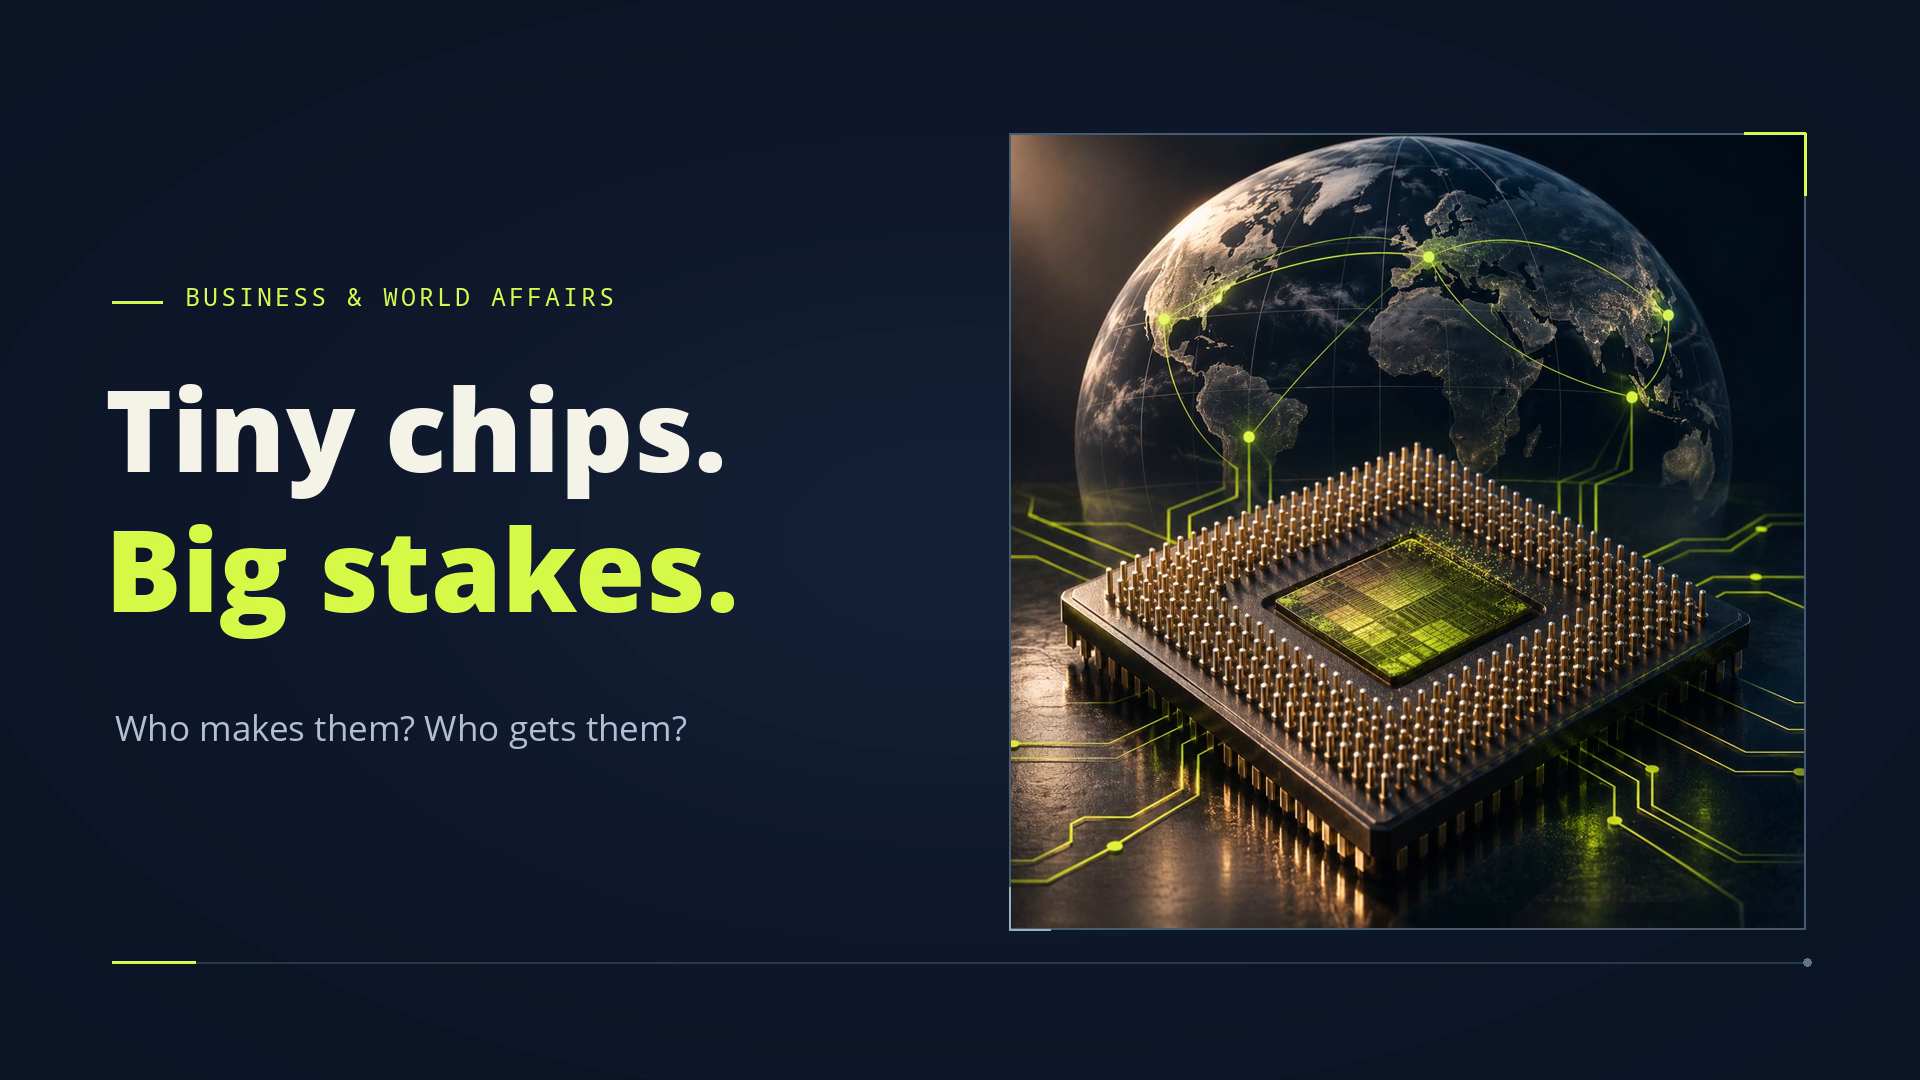 BUSINESS & WORLD AFFAIRS
Tiny chips.
Big stakes.
Who makes them? Who gets them?